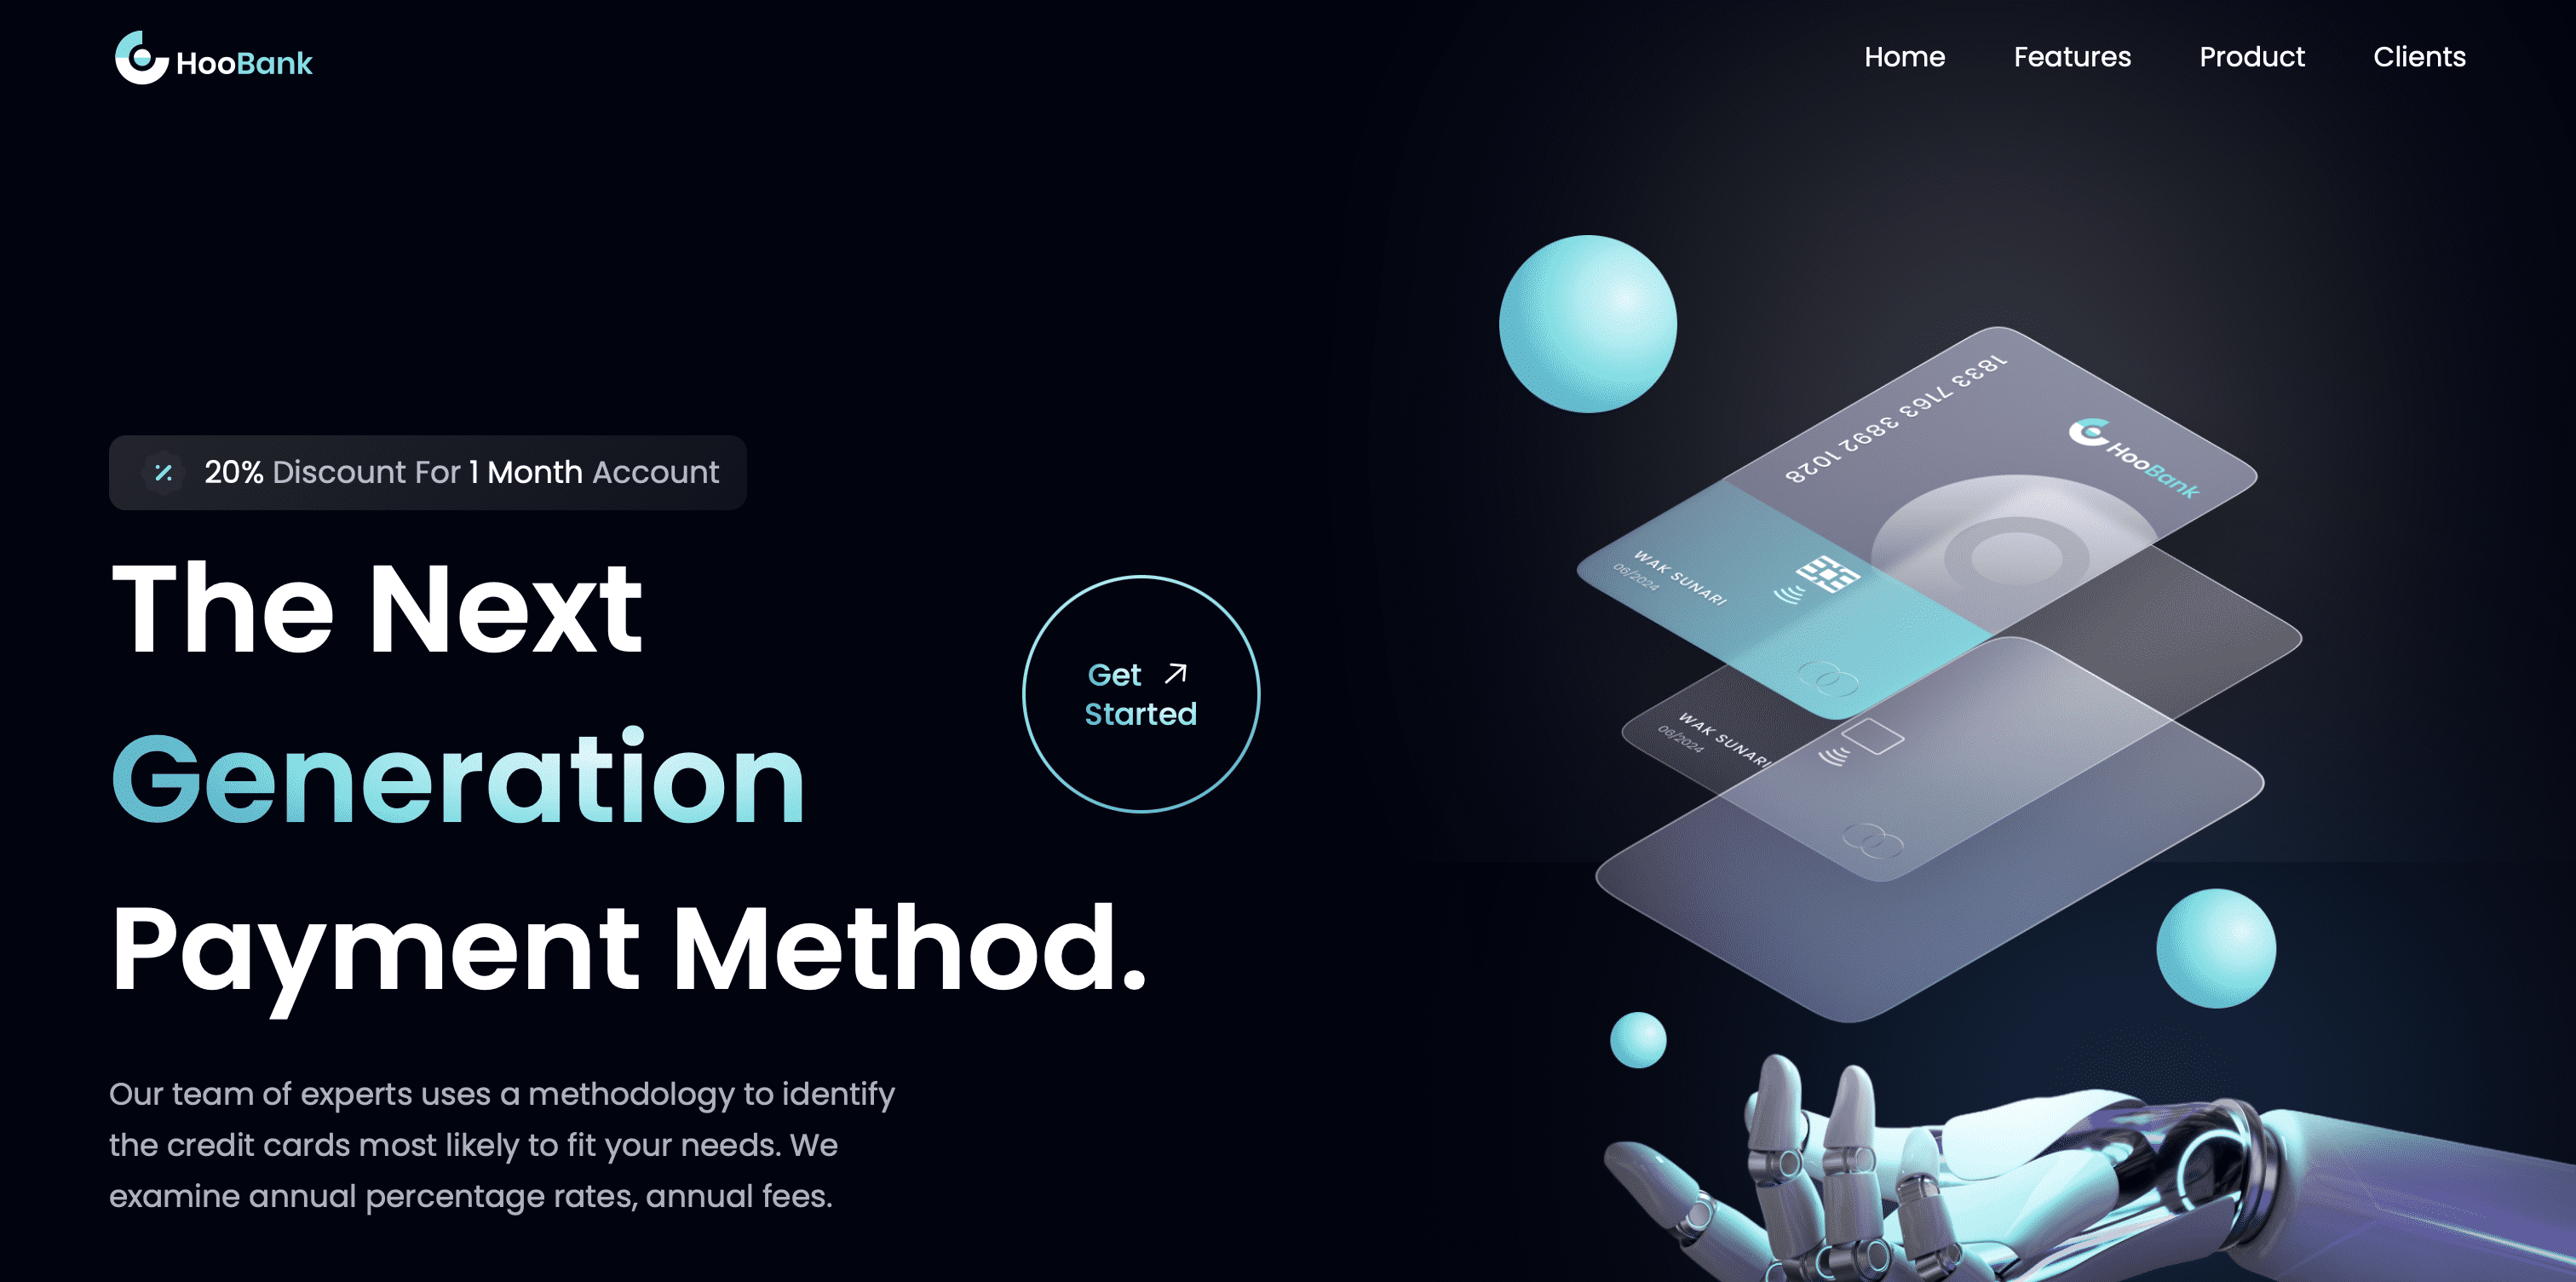 HooBank
Home
Features
Product
Clients
20% Discount For 1 Month Account
The Next
Generation
Payment Method.
Get
Started
Our team of experts uses a methodology to identify
the credit cards most likely to fit your needs. We
examine annual percentage rates, annual fees.
1833 7163 3892 1028
HooBank
WAK SUNARI
06/2024
WAK SUNARI
06/2024